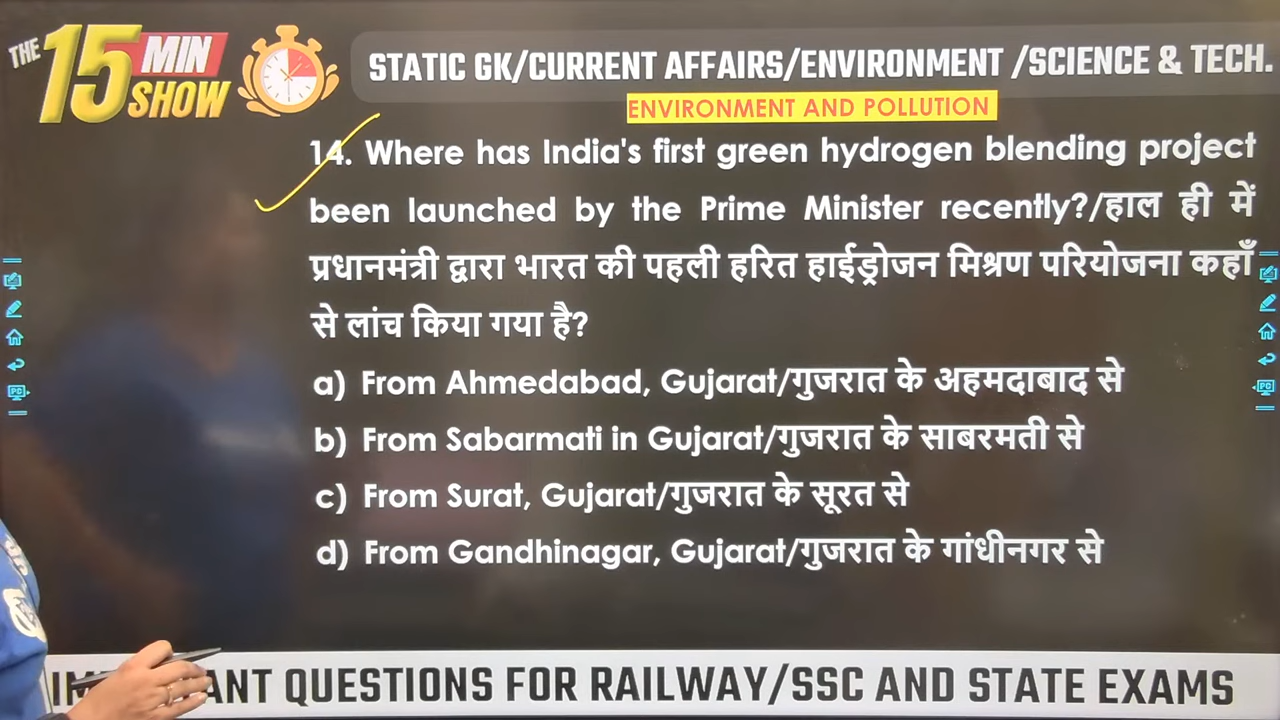 THE 15 MIN SHOW
STATIC GK/CURRENT AFFAIRS/ENVIRONMENT /SCIENCE & TECH.
ENVIRONMENT AND POLLUTION
14. Where has India's first green hydrogen blending project
been launched by the Prime Minister recently?/हाल ही में
प्रधानमंत्री द्वारा भारत की पहली हरित हाईड्रोजन मिश्रण परियोजना कहाँ
से लांच किया गया है?
a) From Ahmedabad, Gujarat/गुजरात के अहमदाबाद से
b) From Sabarmati in Gujarat/गुजरात के साबरमती से
c) From Surat, Gujarat/गुजरात के सूरत से
d) From Gandhinagar, Gujarat/गुजरात के गांधीनगर से
QUESTIONS FOR RAILWAY/SSC AND STATE EXAMS